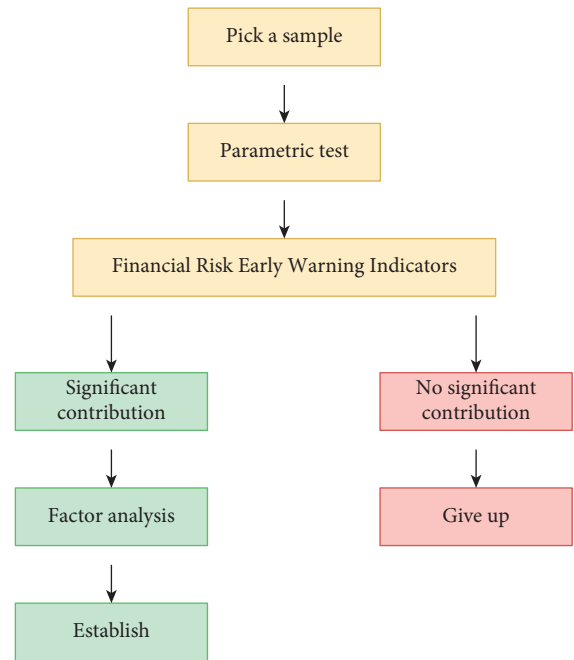 Pick a sample
Parametric test
Financial Risk Early Warning Indicators
Significant
contribution
No significant
contribution
Factor analysis
Give up
Establish